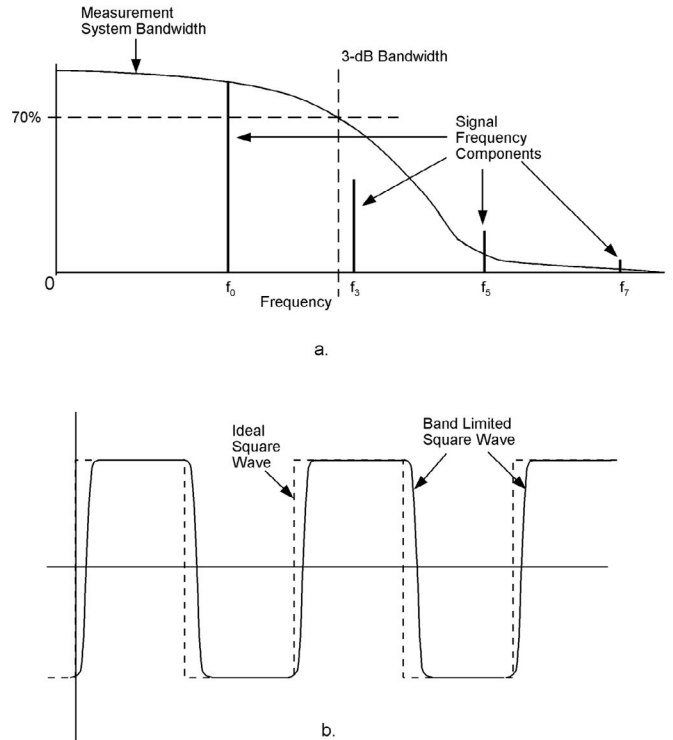 Measurement
System Bandwidth
3-dB Bandwidth
70%
Signal
Frequency
Components
0
f0
f3
f5
f7
Frequency
a.
Ideal
Square
Wave
Band Limited
Square Wave
b.